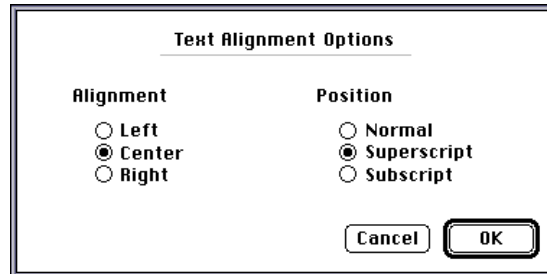 Text Alignment Options
Alignment
Left
Center
Right
Position
Normal
Superscript
Subscript
Cancel
OK